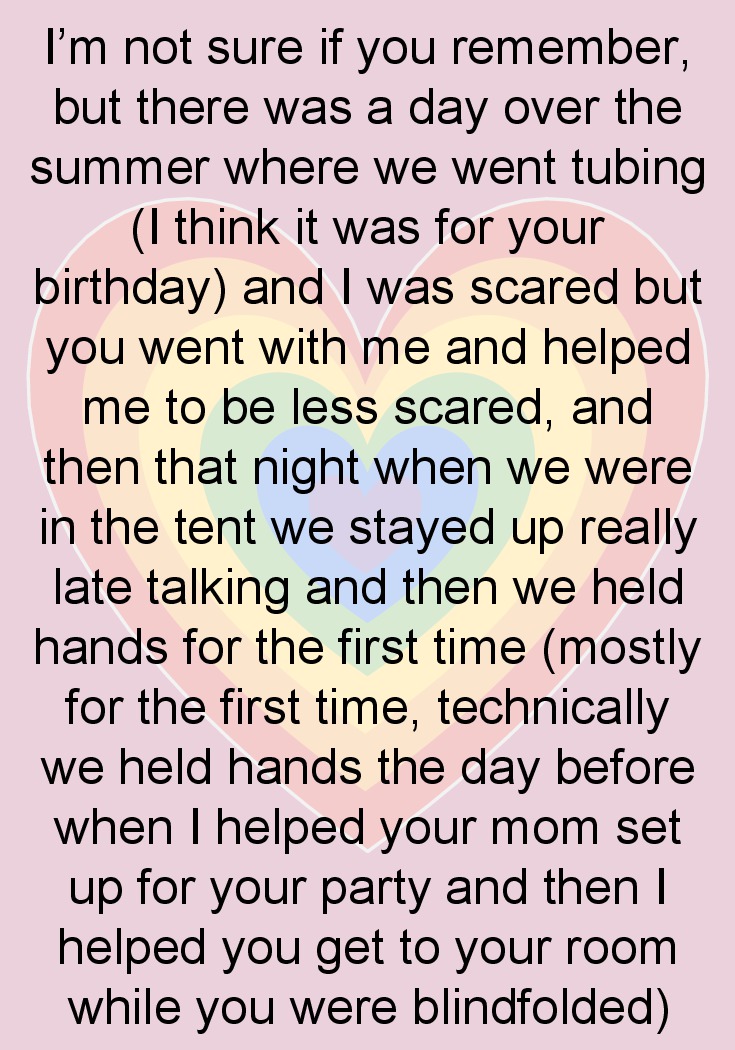 I’m not sure if you remember,
but there was a day over the
summer where we went tubing
(I think it was for your
birthday) and I was scared but
you went with me and helped
me to be less scared, and
then that night when we were
in the tent we stayed up really
late talking and then we held
hands for the first time (mostly
for the first time, technically
we held hands the day before
when I helped your mom set
up for your party and then I
helped you get to your room
while you were blindfolded)